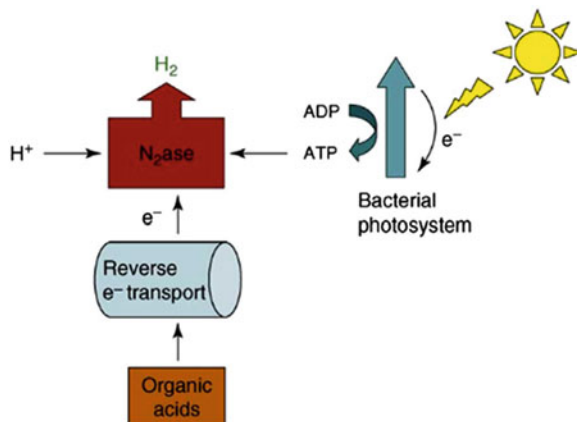 H₂
H⁺
N₂ase
ADP
ATP
e⁻
Bacterial
photosystem
e⁻
Reverse
e⁻ transport
Organic
acids